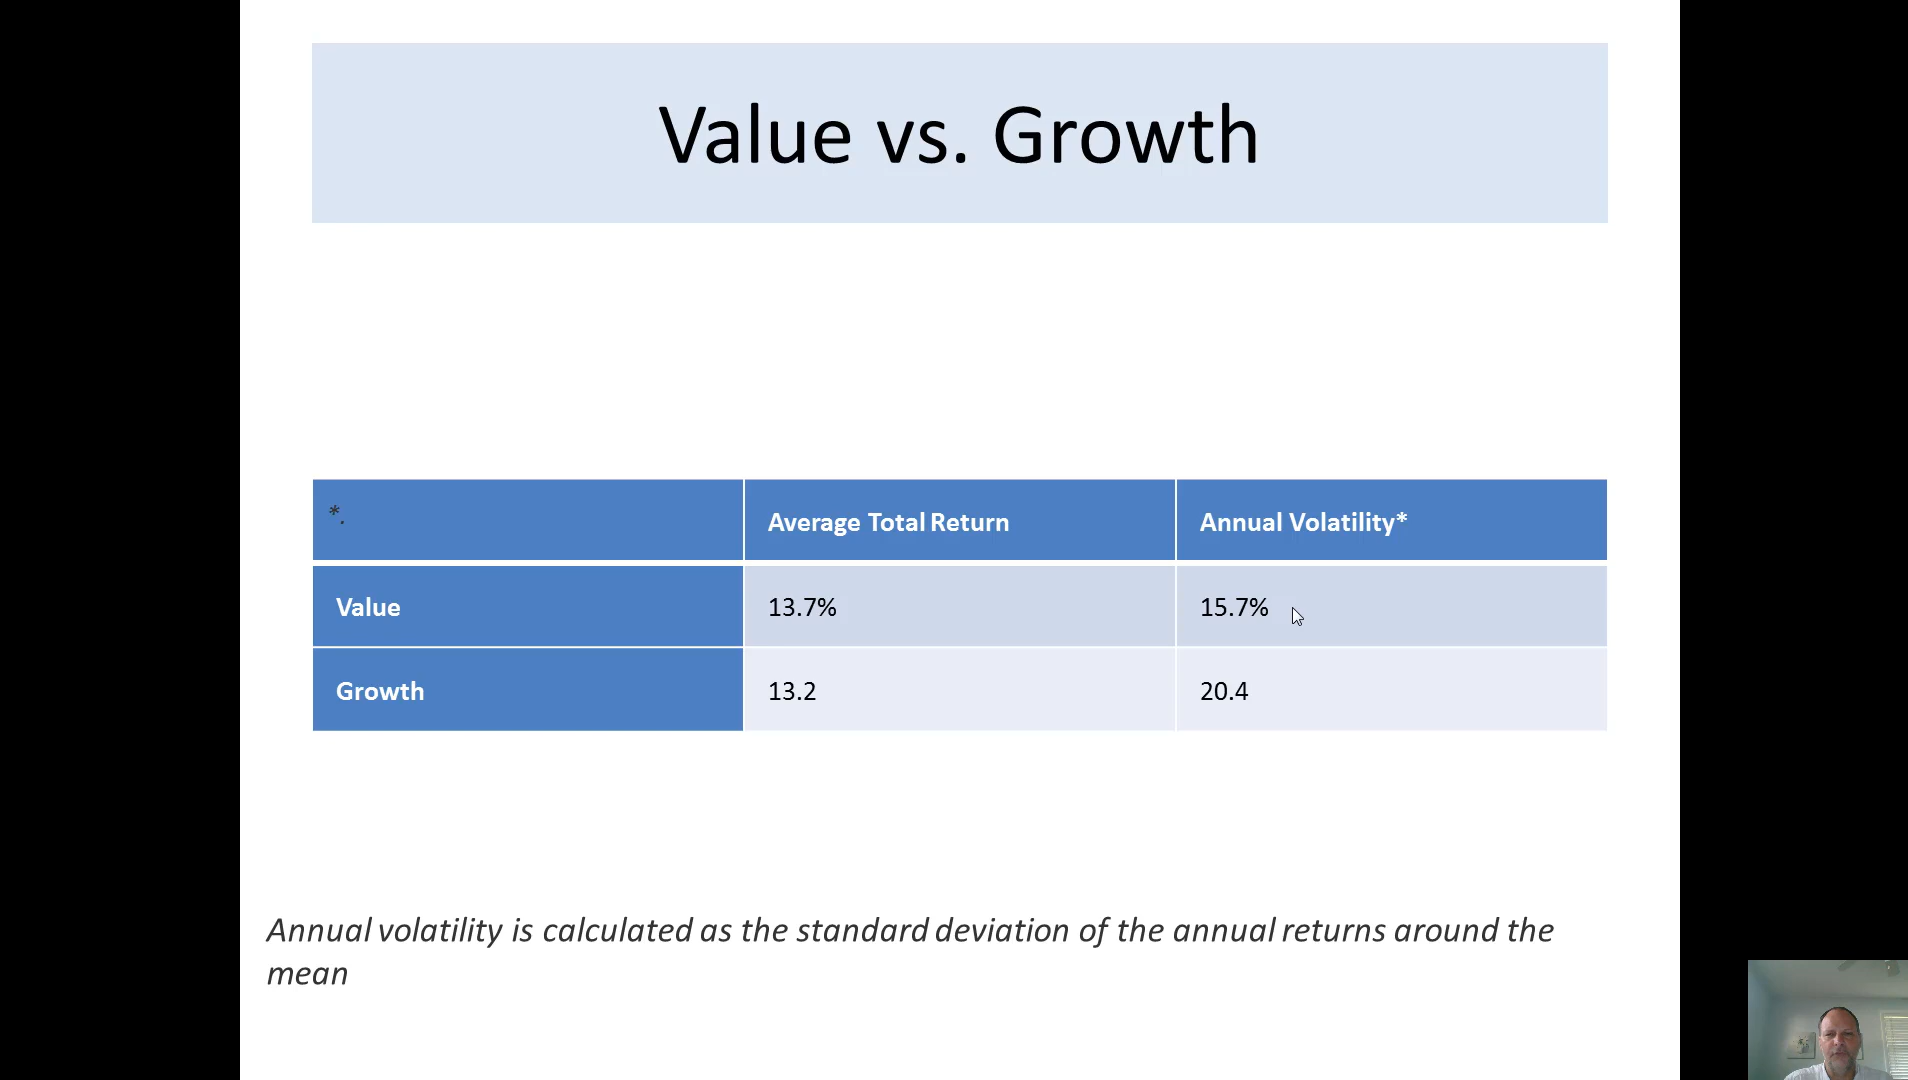 Value vs. Growth
*.
Average Total Return
Annual Volatility*
Value
13.7%
15.7%
Growth
13.2
20.4
Annual volatility is calculated as the standard deviation of the annual returns around the
mean